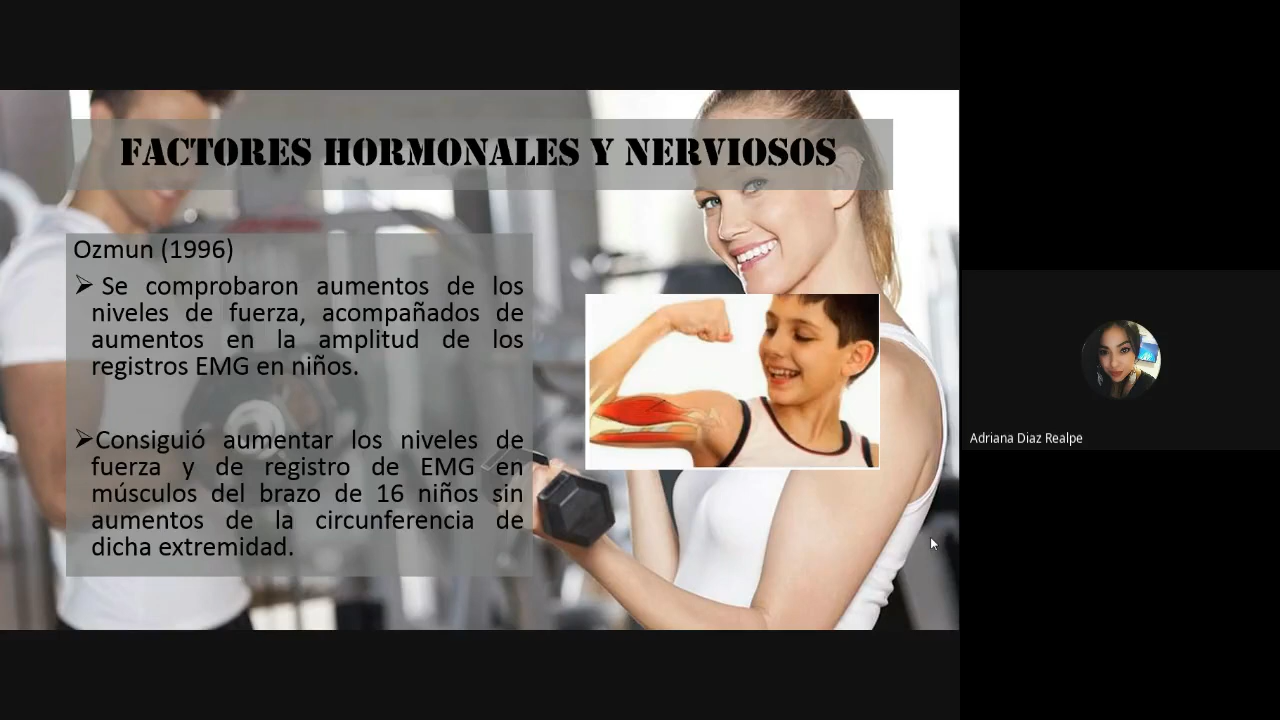 FACTORES HORMONALES Y NERVIOSOS
Ozmun (1996)
➢ Se comprobaron aumentos de los
niveles de fuerza, acompañados de
aumentos en la amplitud de los
registros EMG en niños.
➢Consiguió aumentar los niveles de
fuerza y de registro de EMG en
músculos del brazo de 16 niños sin
aumentos de la circunferencia de
dicha extremidad.
Adriana Diaz Realpe